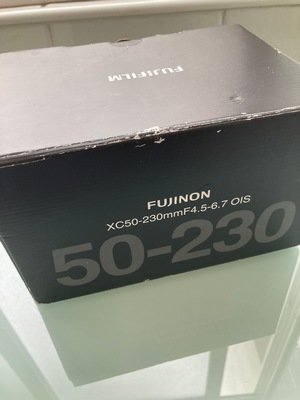 FUJIFILM
FUJINON
XC50-230mmF4.5-6.7 OIS
50-230